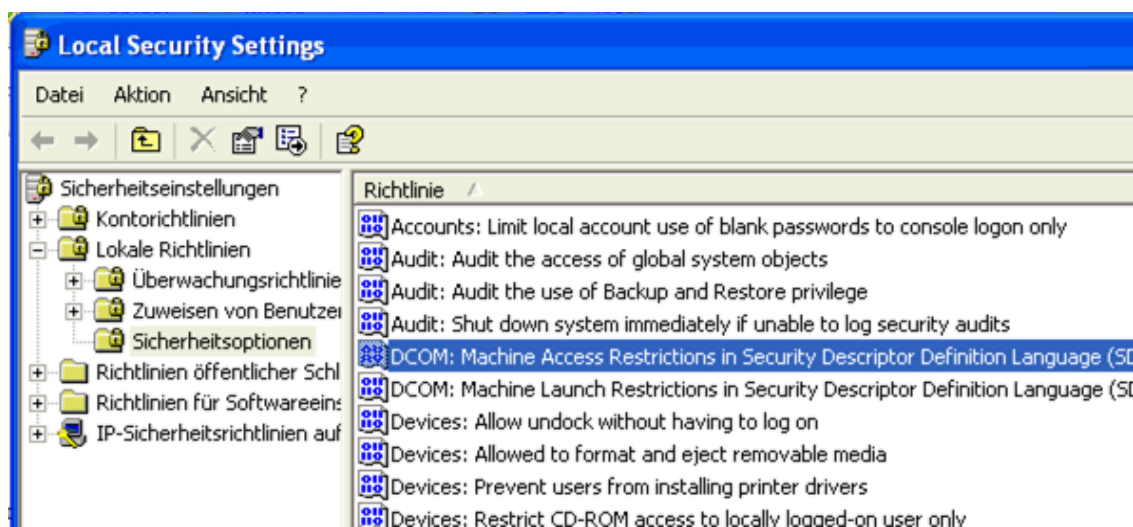 Local Security Settings
Datei Aktion Ansicht ?
Sicherheitseinstellungen
Kontorichtlinien
Lokale Richtlinien
Überwachungsrichtlinie
Zuweisen von Benutzer
Sicherheitsoptionen
Richtlinien öffentlicher Schl
Richtlinien für Softwareeins
IP-Sicherheitsrichtlinien auf
Richtlinie
Accounts: Limit local account use of blank passwords to console logon only
Audit: Audit the access of global system objects
Audit: Audit the use of Backup and Restore privilege
Audit: Shut down system immediately if unable to log security audits
DCOM: Machine Access Restrictions in Security Descriptor Definition Language (SD
DCOM: Machine Launch Restrictions in Security Descriptor Definition Language (SD
Devices: Allow undock without having to log on
Devices: Allowed to format and eject removable media
Devices: Prevent users from installing printer drivers
Devices: Restrict CD-ROM access to locally logged-on user only